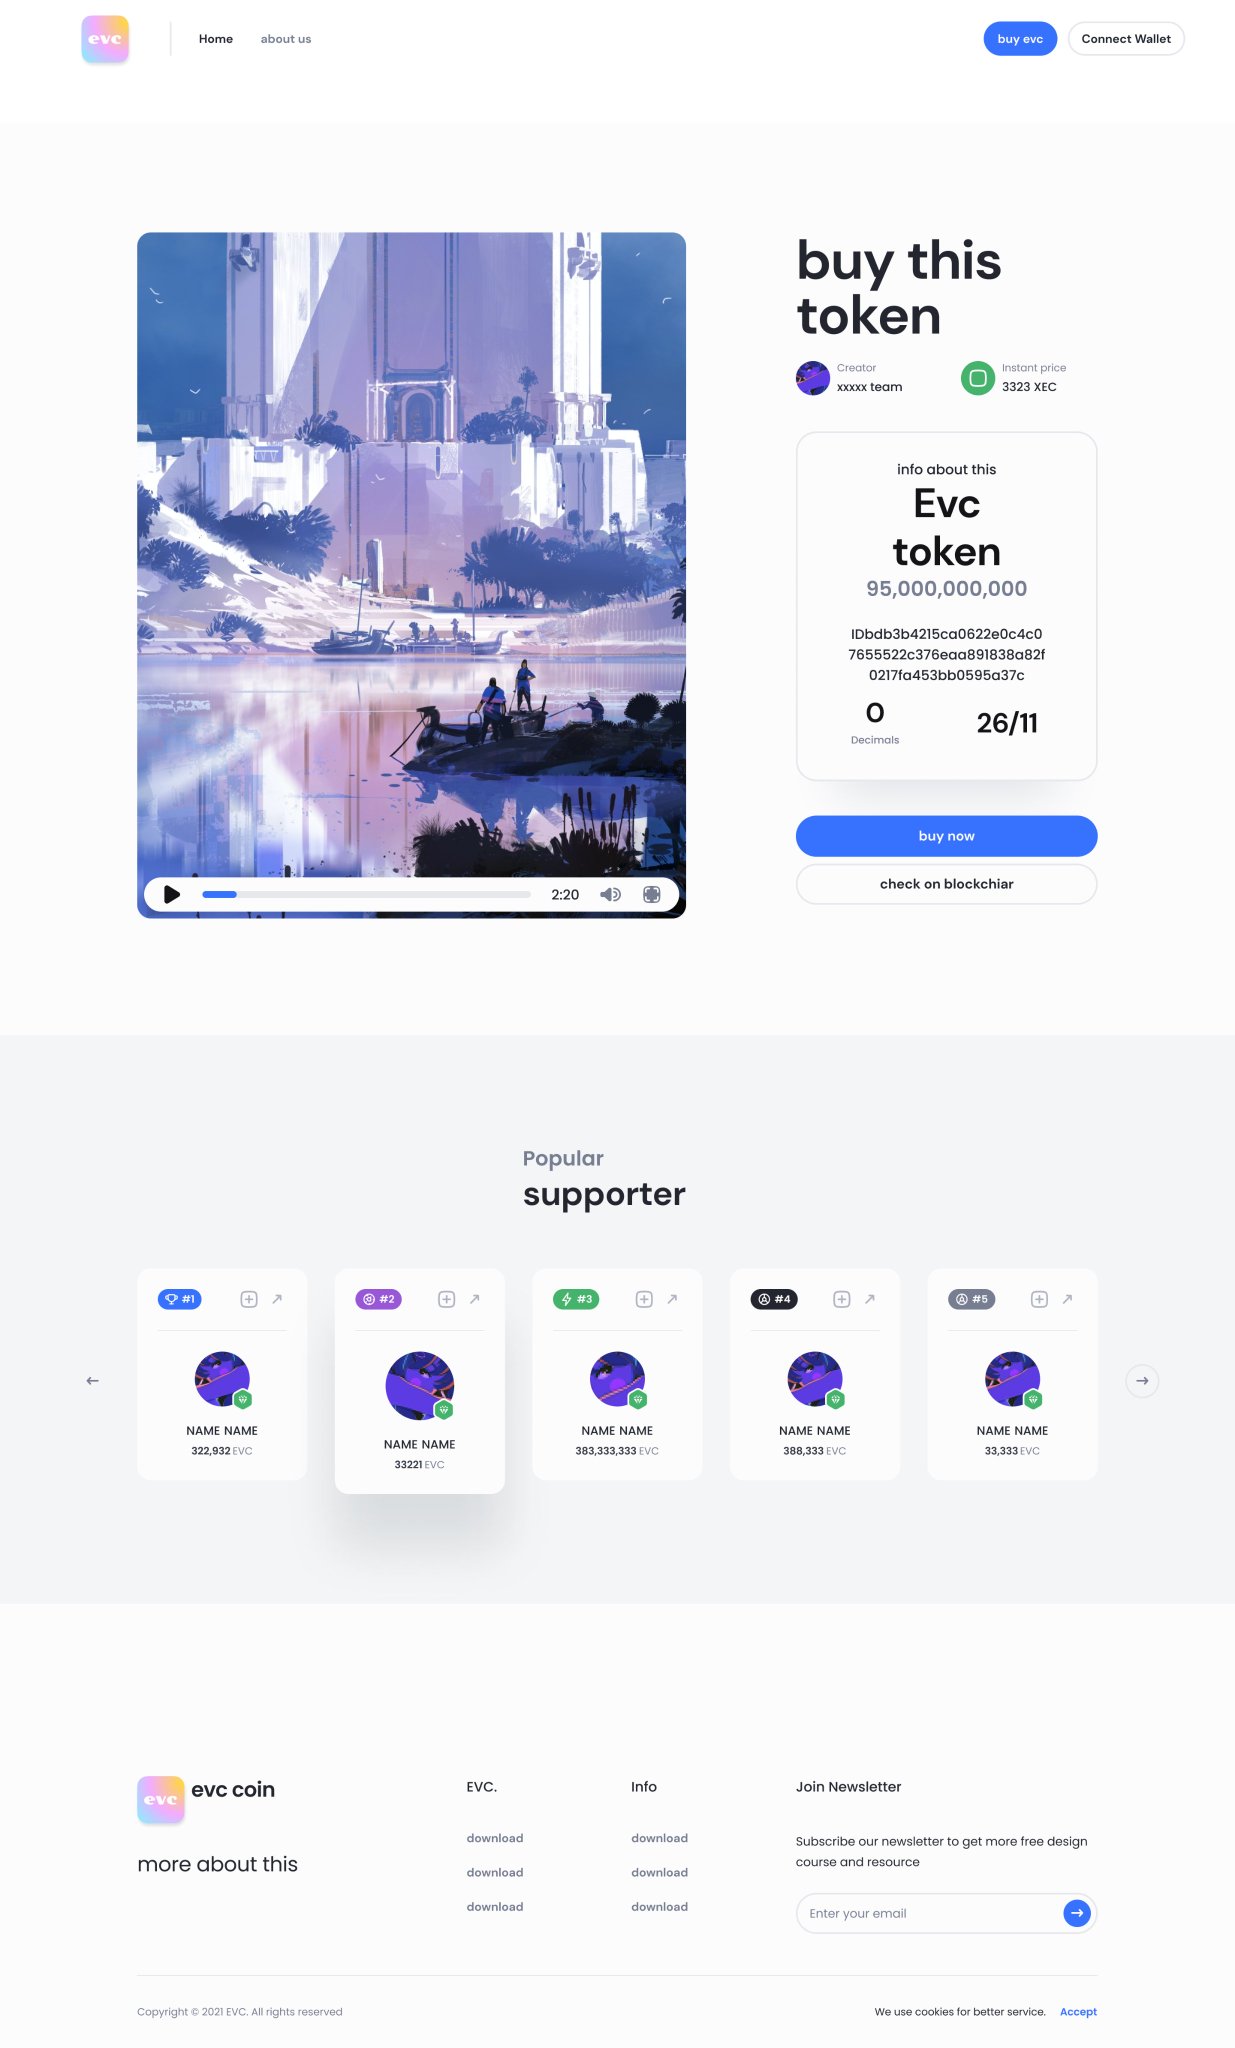 evc
Home
about us
buy evc
Connect Wallet
buy this
token
Creator
xxxxx team
Instant price
3323 XEC
info about this
Evc
token
95,000,000,000
IDbdb3b4215ca0622e0c4c0
7655522c376eaa891838a82f
0217fa453bb0595a37c
0
Decimals
26/11
buy now
check on blockchiar
2:20
Popular
supporter
#1
NAME NAME
322,932 EVC
#2
NAME NAME
33221 EVC
#3
NAME NAME
383,333,333 EVC
#4
NAME NAME
388,333 EVC
#5
NAME NAME
33,333 EVC
evc
evc coin
more about this
EVC.
download
download
download
Info
download
download
download
Join Newsletter
Subscribe our newsletter to get more free design
course and resource
Enter your email
Copyright © 2021 EVC. All rights reserved
We use cookies for better service.
Accept